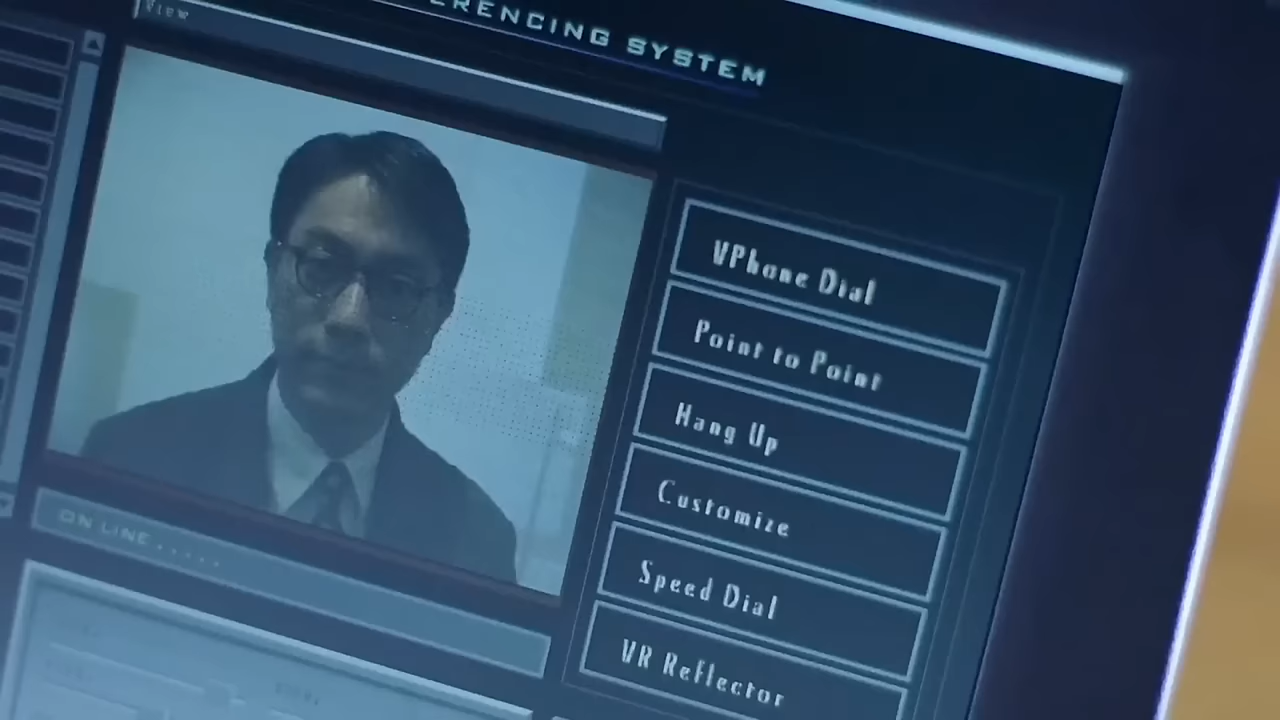 View
ERENCING SYSTEM
VPhone Dial
Point to Point
Hang Up
Customize
Speed Dial
VR Reflector
ON LINE.....